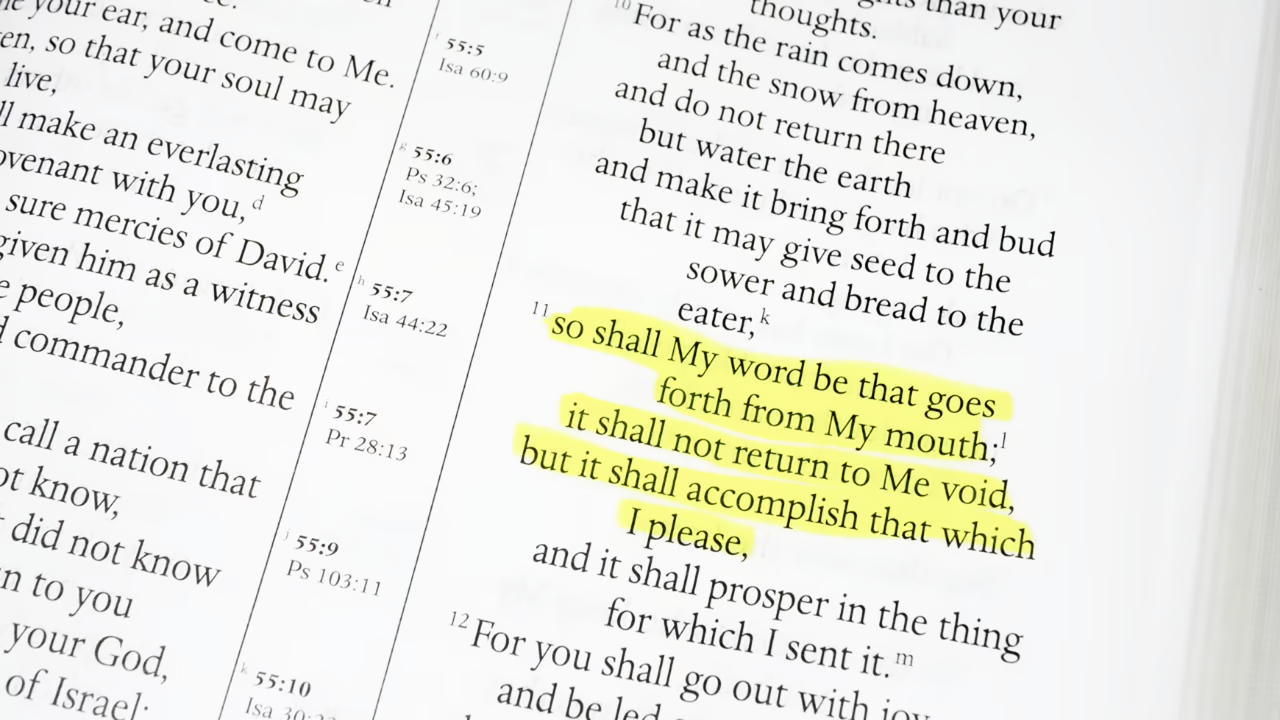 your ear, and come to Me.
so that your soul may
live,
make an everlasting
with you, d
sure mercies of David. e
given him as a witness
people,
commander to the
call a nation that
know,
did not know
to you
your God,
of Israel;
f 55:5
Isa 60:9
g 55:6
Ps 32:6;
Isa 45:19
h 55:7
Isa 44:22
i 55:7
Pr 28:13
j 55:9
Ps 103:11
k 55:10
Isa
than your
thoughts.
10 For as the rain comes down,
and the snow from heaven,
and do not return there
but water the earth
and make it bring forth and bud
that it may give seed to the
sower and bread to the
eater, k
11 so shall My word be that goes
forth from My mouth; l
it shall not return to Me void,
but it shall accomplish that which
I please,
and it shall prosper in the thing
for which I sent it. m
12 For you shall go out with joy
and be led